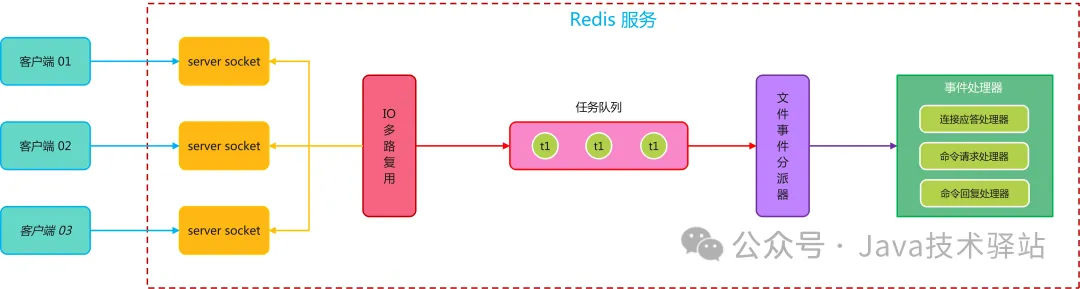 Redis 服务
客户端 01
server socket
客户端 02
server socket
客户端 03
server socket
IO多路复用
任务队列
t1 t1 t1
文件事件分派器
事件处理器
连接应答处理器
命令请求处理器
命令回复处理器
公众号 · Java技术驿站